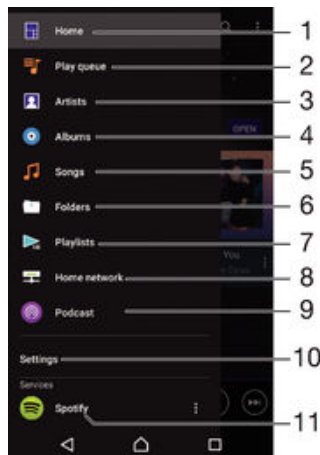 Home 1
Play queue 2
Artists 3
OPEN
Albums 4
Songs 5
Folders 6
You
Playlists 7
Home network 8
Podcast 9
Settings 10
Services
Spotify 11